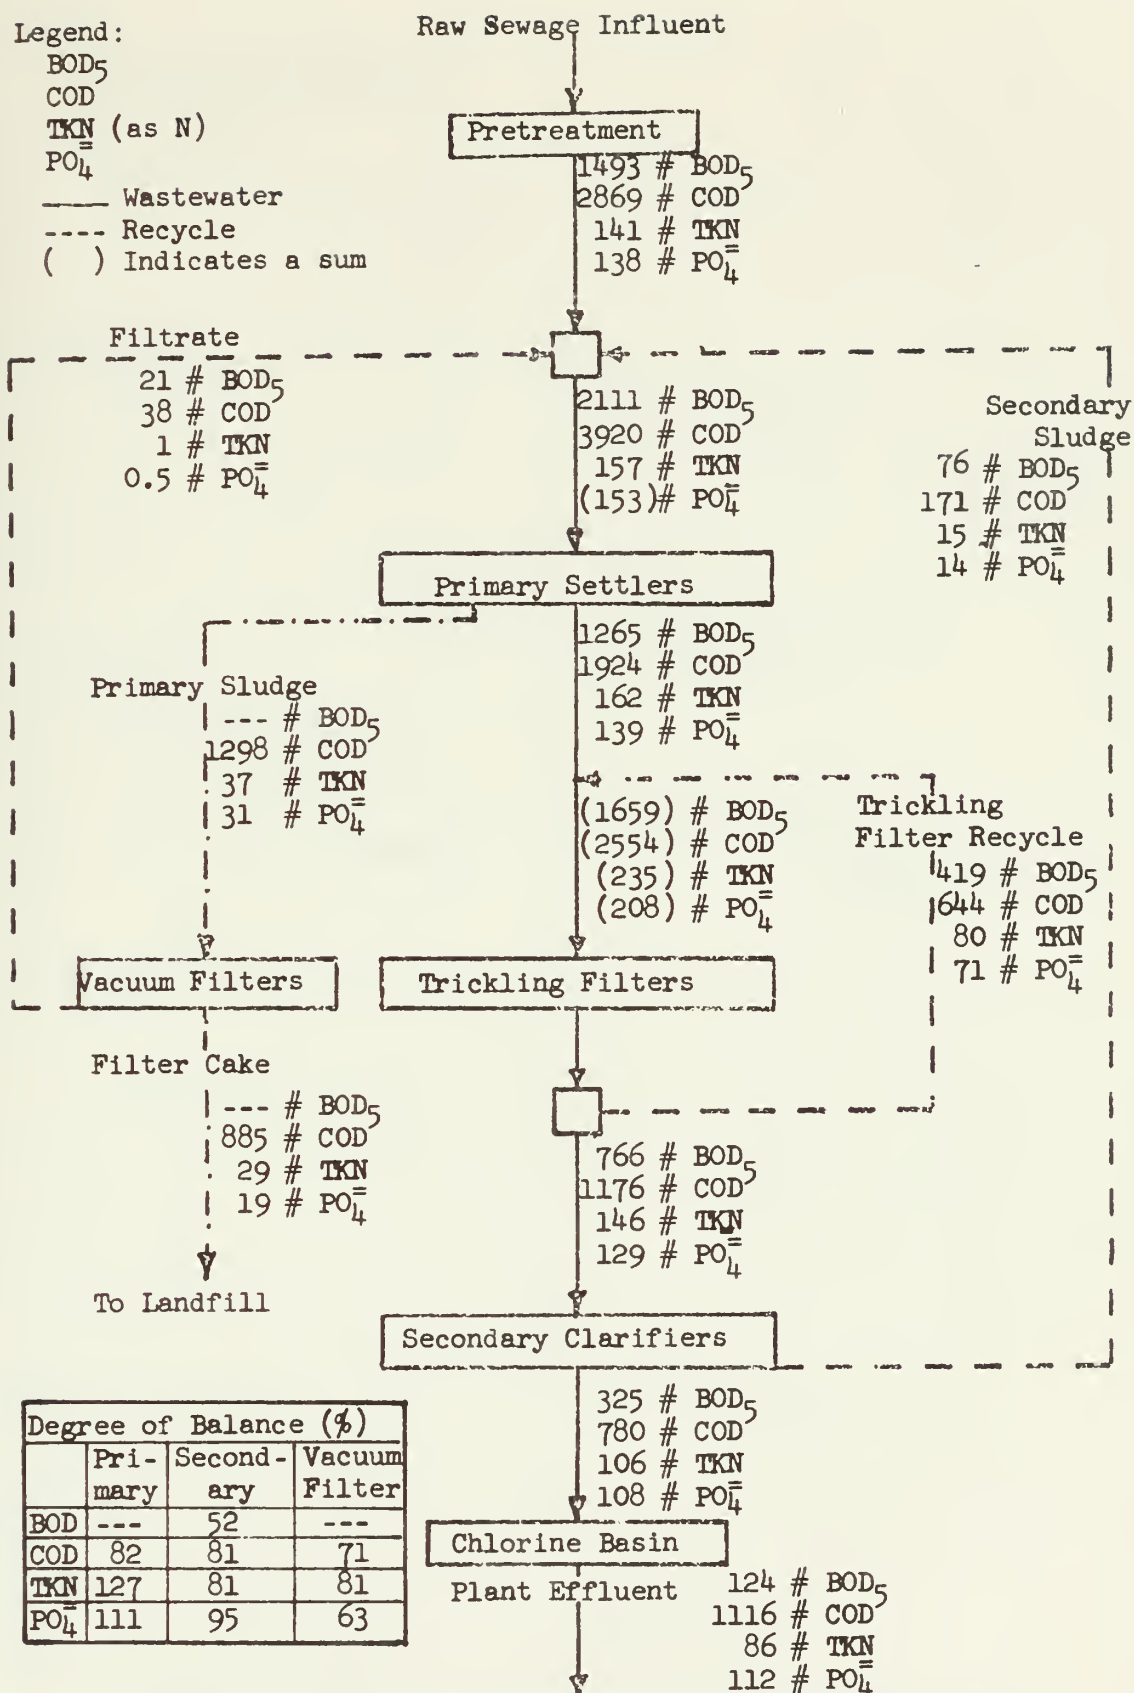 Legend:
BOD5
COD
TKN (as N)
PO4=
____ Wastewater
---- Recycle
( ) Indicates a sum
Raw Sewage Influent
Pretreatment
1493 # BOD5
2869 # COD
141 # TKN
138 # PO4=
Filtrate
21 # BOD5
38 # COD
1 # TKN
0.5 # PO4=
2111 # BOD5
3920 # COD
157 # TKN
(153)# PO4=
Secondary
Sludge
76 # BOD5
171 # COD
15 # TKN
14 # PO4=
Primary Settlers
1265 # BOD5
1924 # COD
162 # TKN
139 # PO4=
Primary Sludge
--- # BOD5
1298 # COD
37 # TKN
31 # PO4=
(1659) # BOD5
(2554) # COD
(235) # TKN
(208) # PO4=
Trickling
Filter Recycle
419 # BOD5
644 # COD
80 # TKN
71 # PO4=
Vacuum Filters
Trickling Filters
Filter Cake
--- # BOD5
885 # COD
29 # TKN
19 # PO4=
To Landfill
766 # BOD5
1176 # COD
146 # TKN
129 # PO4=
Secondary Clarifiers
325 # BOD5
780 # COD
106 # TKN
108 # PO4=
Degree of Balance (%)
Pri-mary Second-ary Vacuum Filter
BOD --- 52 ---
COD 82 81 71
TKN 127 81 81
PO4= 111 95 63
Chlorine Basin
Plant Effluent
124 # BOD5
1116 # COD
86 # TKN
112 # PO4=